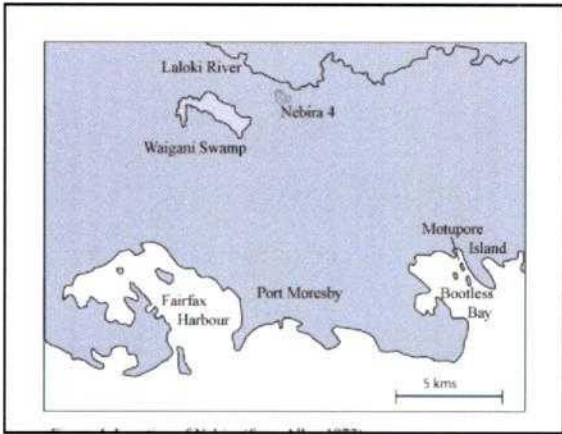 Laloki River
Nebira 4
Waigani Swamp
Motupore
Island
Port Moresby
Fairfax
Harbour
Bootless
Bay
5 kms